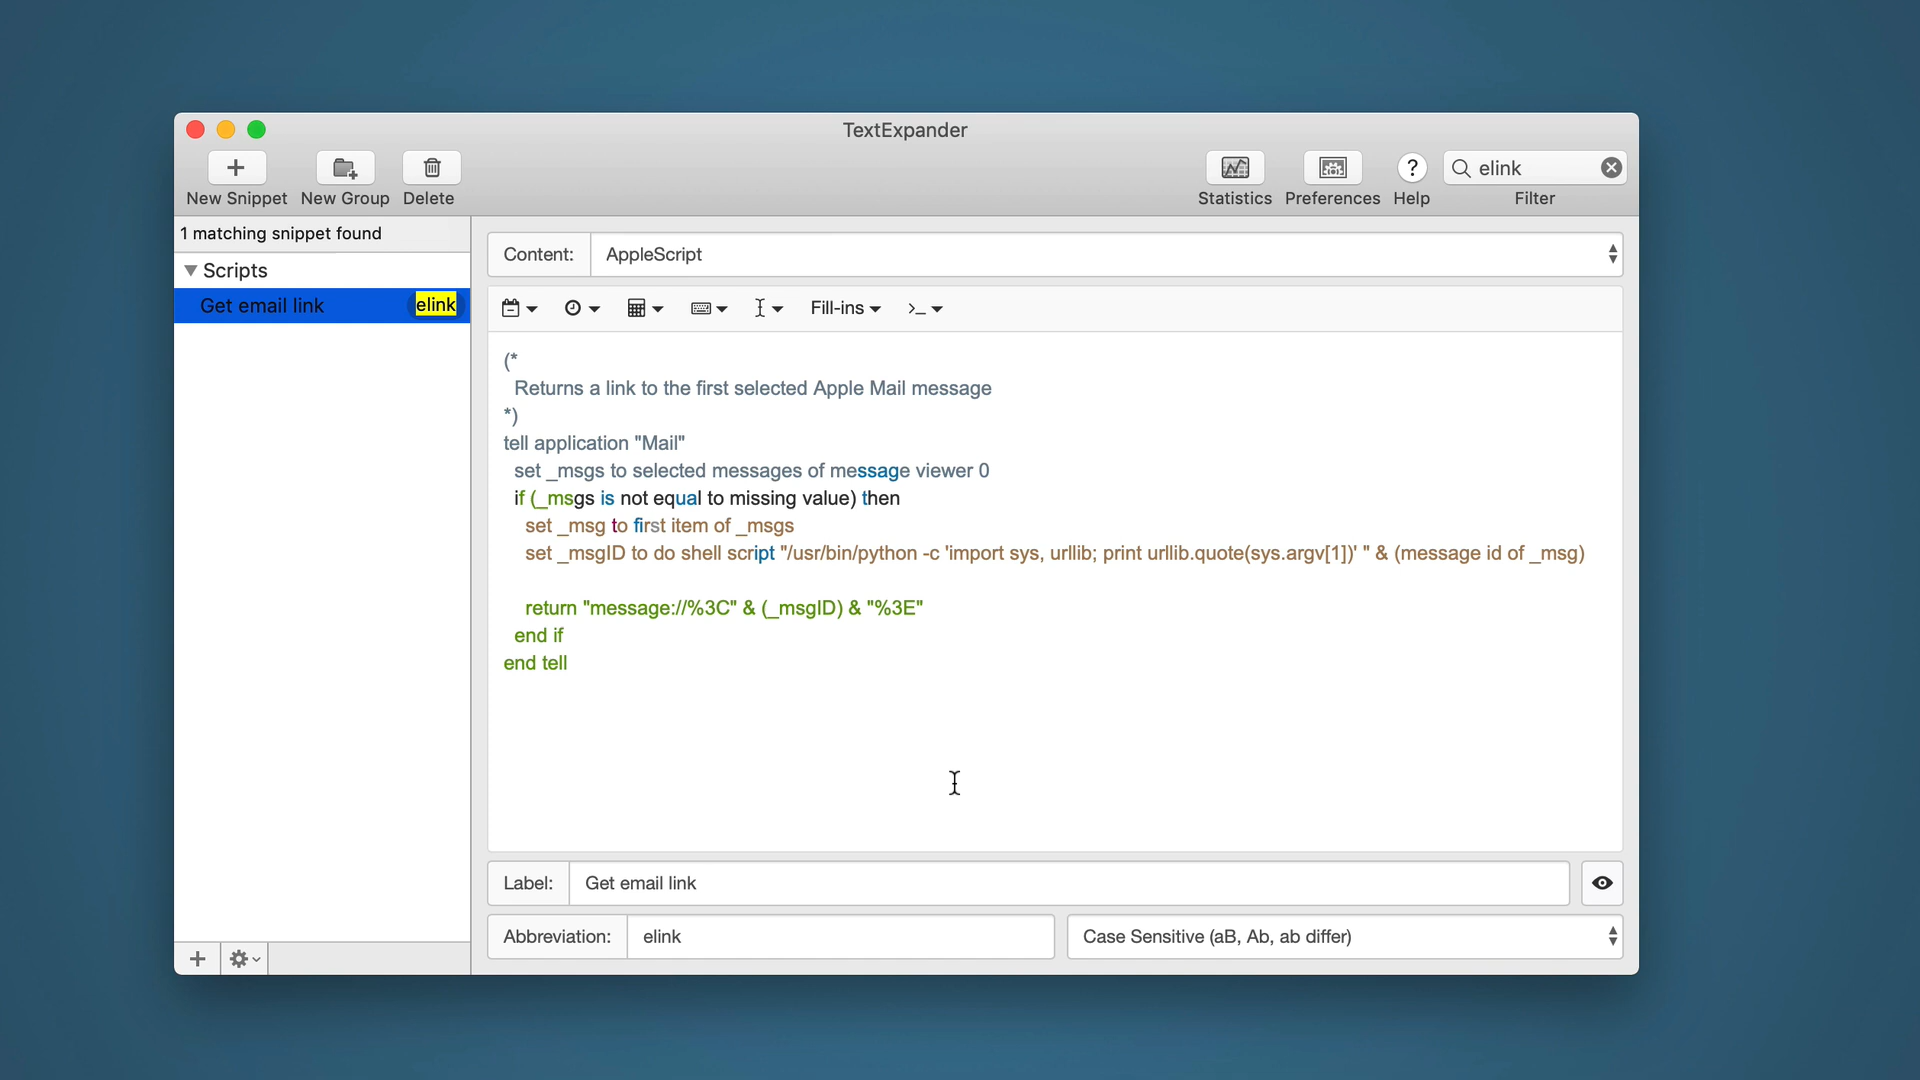 TextExpander
New Snippet New Group Delete
Statistics Preferences Help
elink
Filter
1 matching snippet found
Scripts
Get email link elink
Content: AppleScript
Fill-ins
>_
(*
Returns a link to the first selected Apple Mail message
*)
tell application "Mail"
set _msgs to selected messages of message viewer 0
if (_msgs is not equal to missing value) then
set _msg to first item of _msgs
set _msgID to do shell script "/usr/bin/python -c 'import sys, urllib; print urllib.quote(sys.argv[1])' " & (message id of _msg)
return "message://%3C" & (_msgID) & "%3E"
end if
end tell
Label: Get email link
Abbreviation: elink
Case Sensitive (aB, Ab, ab differ)